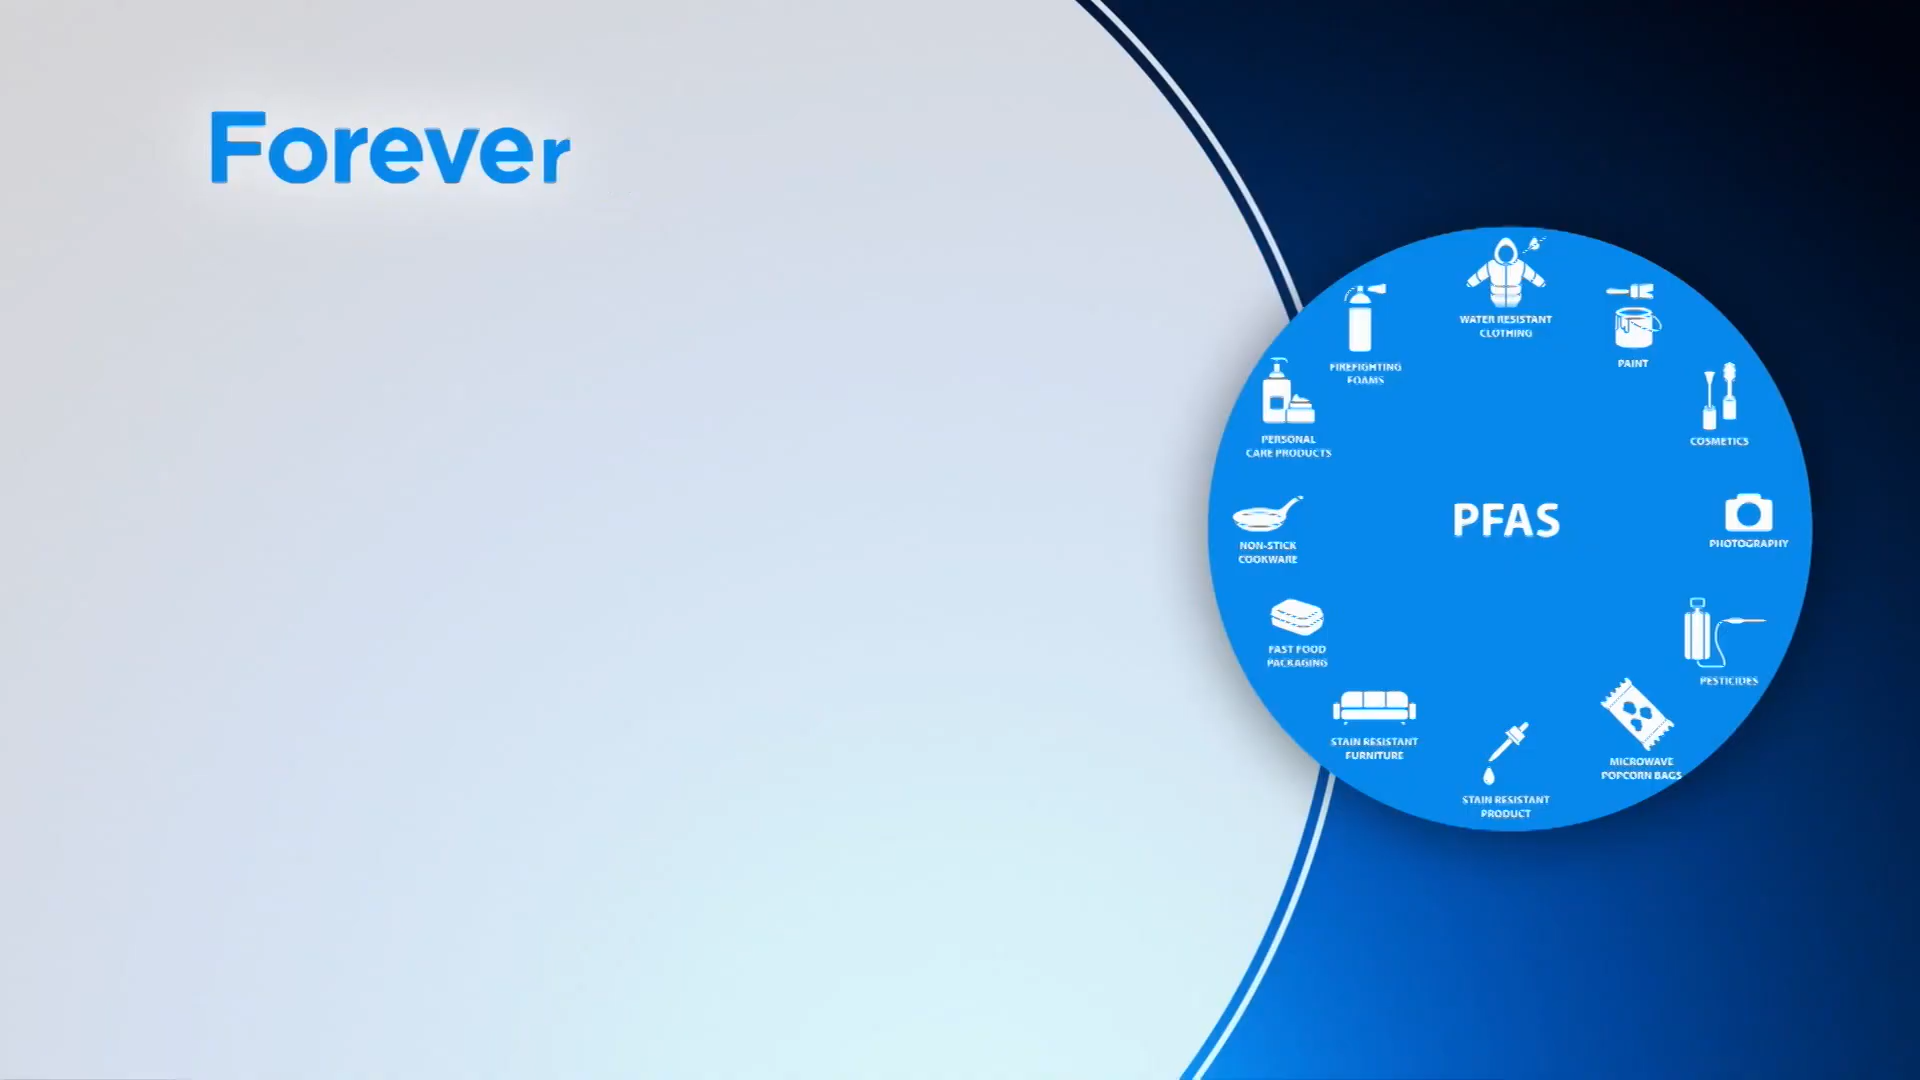 Forever
WATER RESISTANT
CLOTHING
PAINT
FIREFIGHTING
FOAMS
COSMETICS
PERSONAL
CARE PRODUCTS
PFAS
PHOTOGRAPHY
NON-STICK
COOKWARE
FAST FOOD
PACKAGING
PESTICIDES
STAIN RESISTANT
FURNITURE
MICROWAVE
POPCORN BAGS
STAIN RESISTANT
PRODUCT